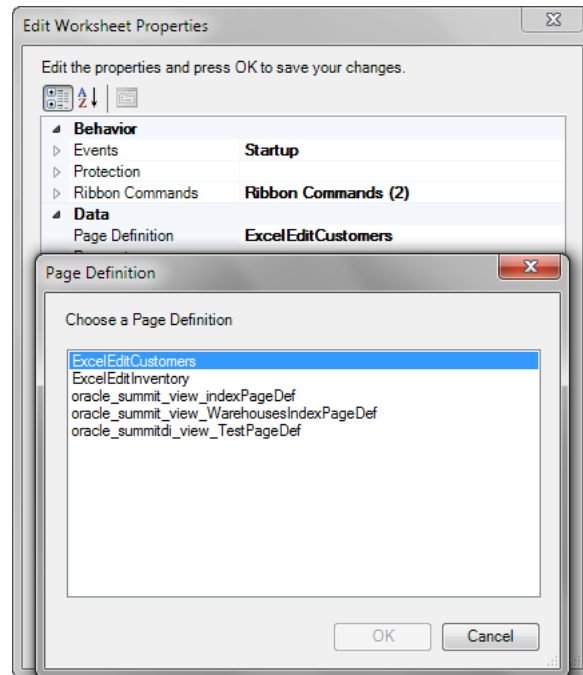 Edit Worksheet Properties
Edit the properties and press OK to save your changes.
Behavior
Events Startup
Protection
Ribbon Commands Ribbon Commands (2)
Data
Page Definition ExcelEditCustomers
Page Definition
Choose a Page Definition
ExcelEditCustomers
ExcelEditInventory
oracle_summit_view_indexPageDef
oracle_summit_view_WarehousesIndexPageDef
oracle_summitdi_view_TestPageDef
OK Cancel